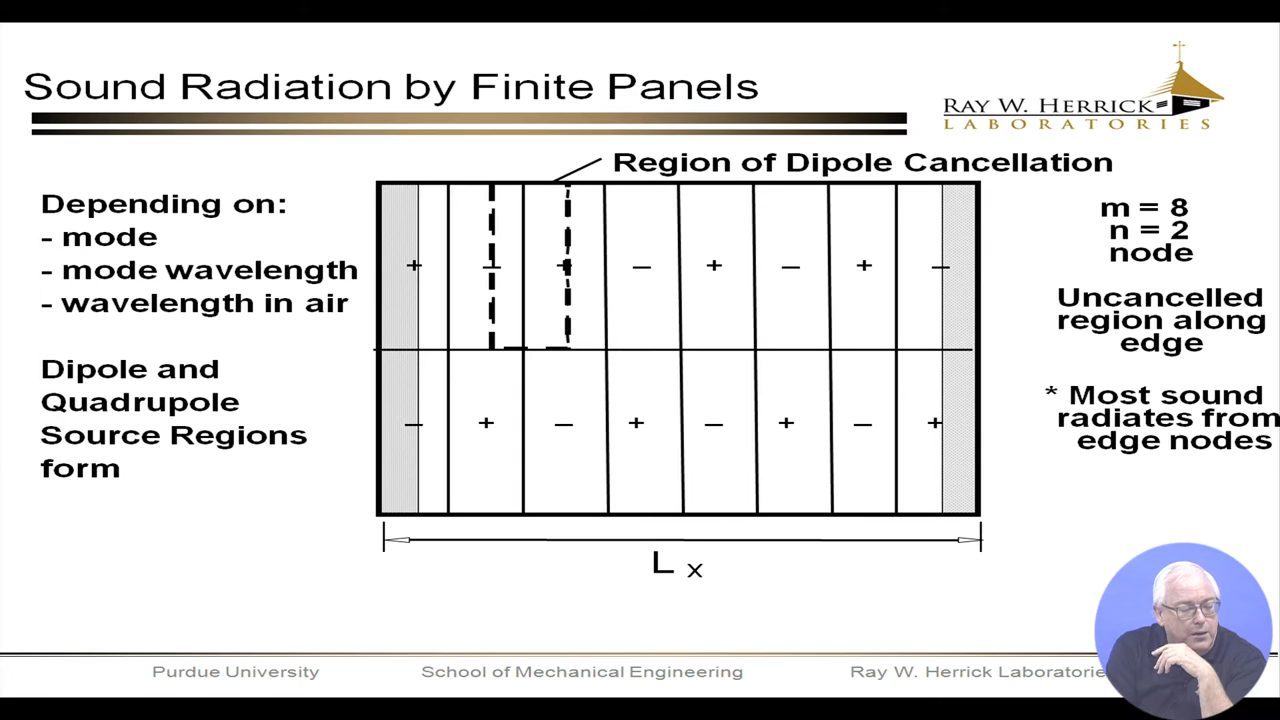 Sound Radiation by Finite Panels
RAY W. HERRICK
LABORATORIES
Region of Dipole Cancellation
Depending on:
- mode
- mode wavelength
- wavelength in air
Dipole and
Quadrupole
Source Regions
form
+ – + – + – + –
– + – + – + – +
L x
m = 8
n = 2
node
Uncancelled
region along
edge
* Most sound
radiates from
edge nodes
Purdue University
School of Mechanical Engineering
Ray W. Herrick Laboratorie